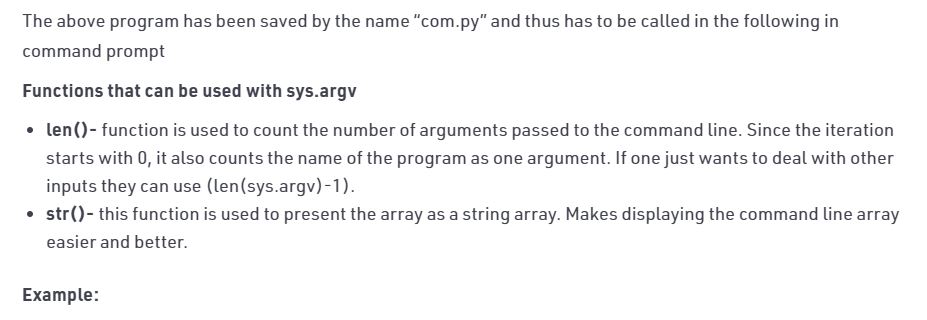 The above program has been saved by the name “com.py” and thus has to be called in the following in
command prompt
Functions that can be used with sys.argv
• len()- function is used to count the number of arguments passed to the command line. Since the iteration
starts with 0, it also counts the name of the program as one argument. If one just wants to deal with other
inputs they can use (len(sys.argv)-1).
• str()- this function is used to present the array as a string array. Makes displaying the command line array
easier and better.
Example: